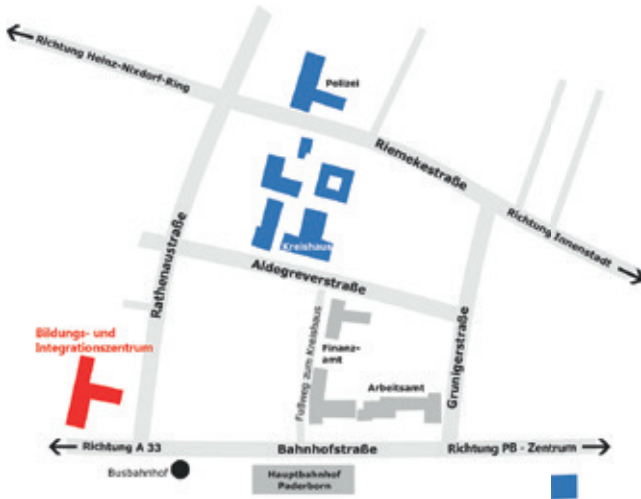 Richtung Heinz-Nixdorf-Ring
Polizei
Riemekestraße
Richtung Innenstadt
Kreishaus
Aldegreverstraße
Rathenaustraße
Fußweg zum Kreishaus
Finanz-
amt
Grunigerstraße
Bildungs- und
Integrationszentrum
Arbeitsamt
Richtung A 33
Bahnhofstraße
Richtung PB - Zentrum
Busbahnhof
Hauptbahnhof
Paderborn